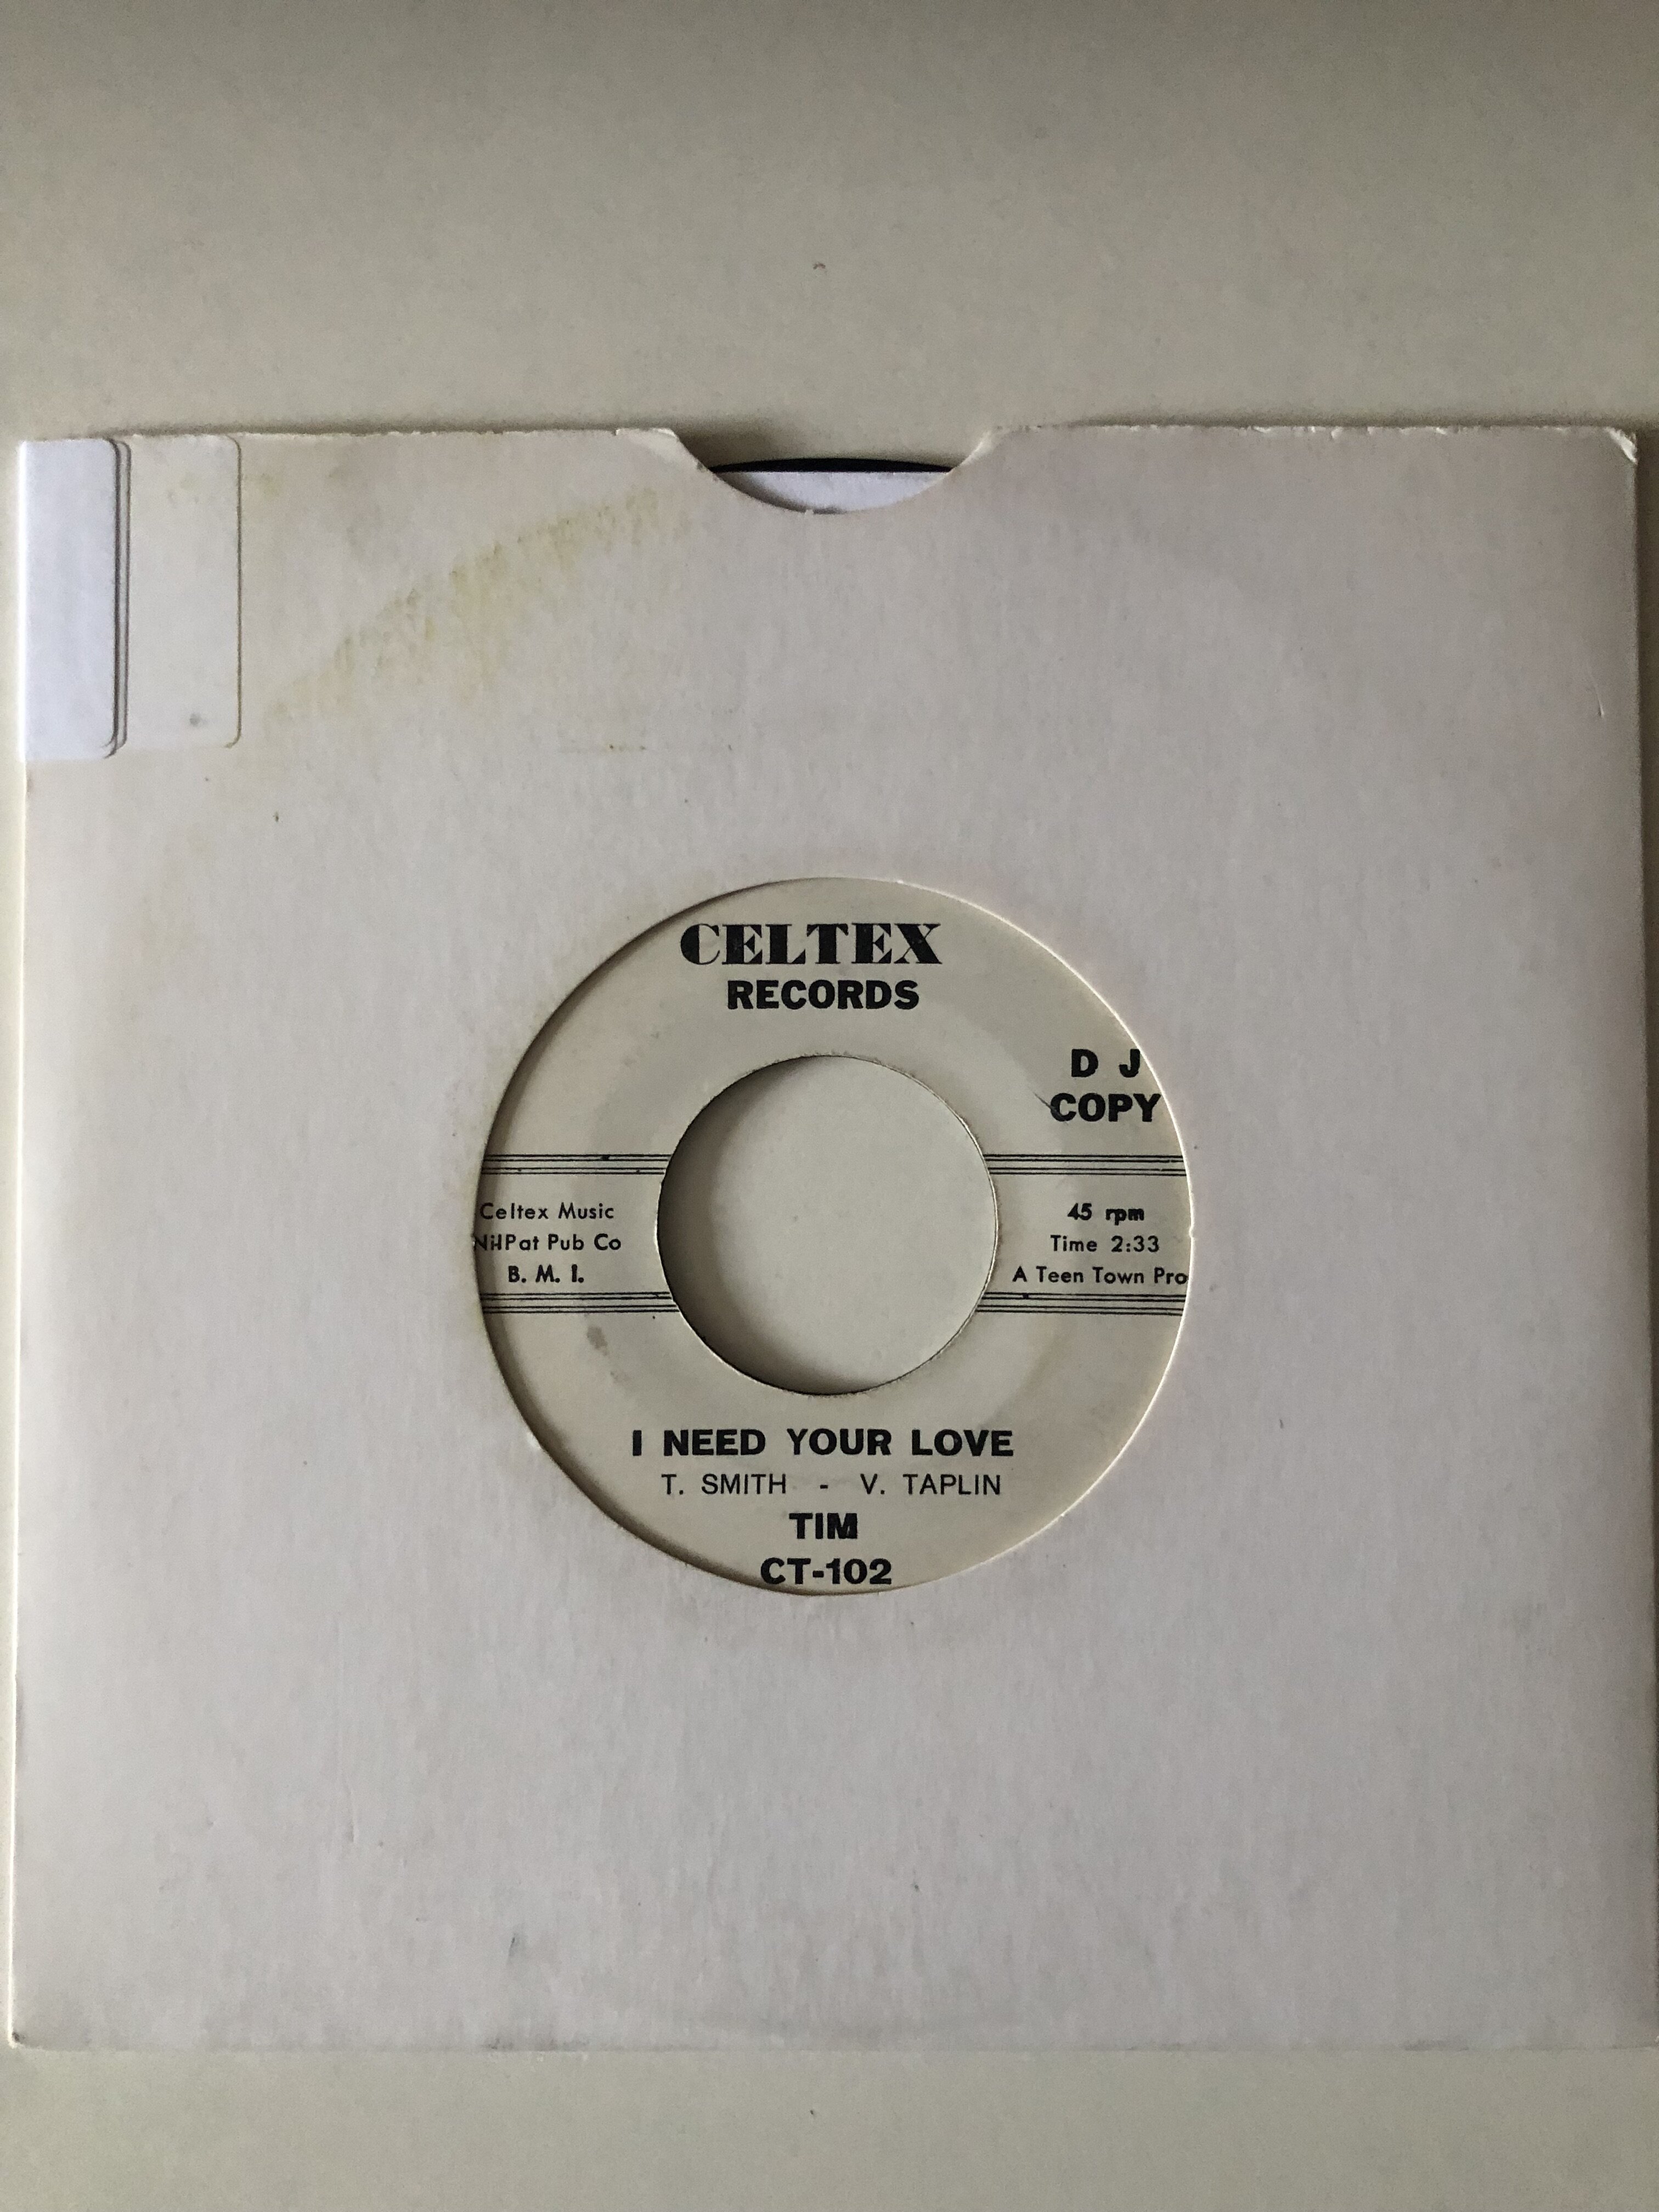 CELTEX
RECORDS
D J
COPY
Celtex Music
NilPat Pub Co
B. M. I.
45 rpm
Time 2:33
A Teen Town Pro
I NEED YOUR LOVE
T. SMITH - V. TAPLIN
TIM
CT-102